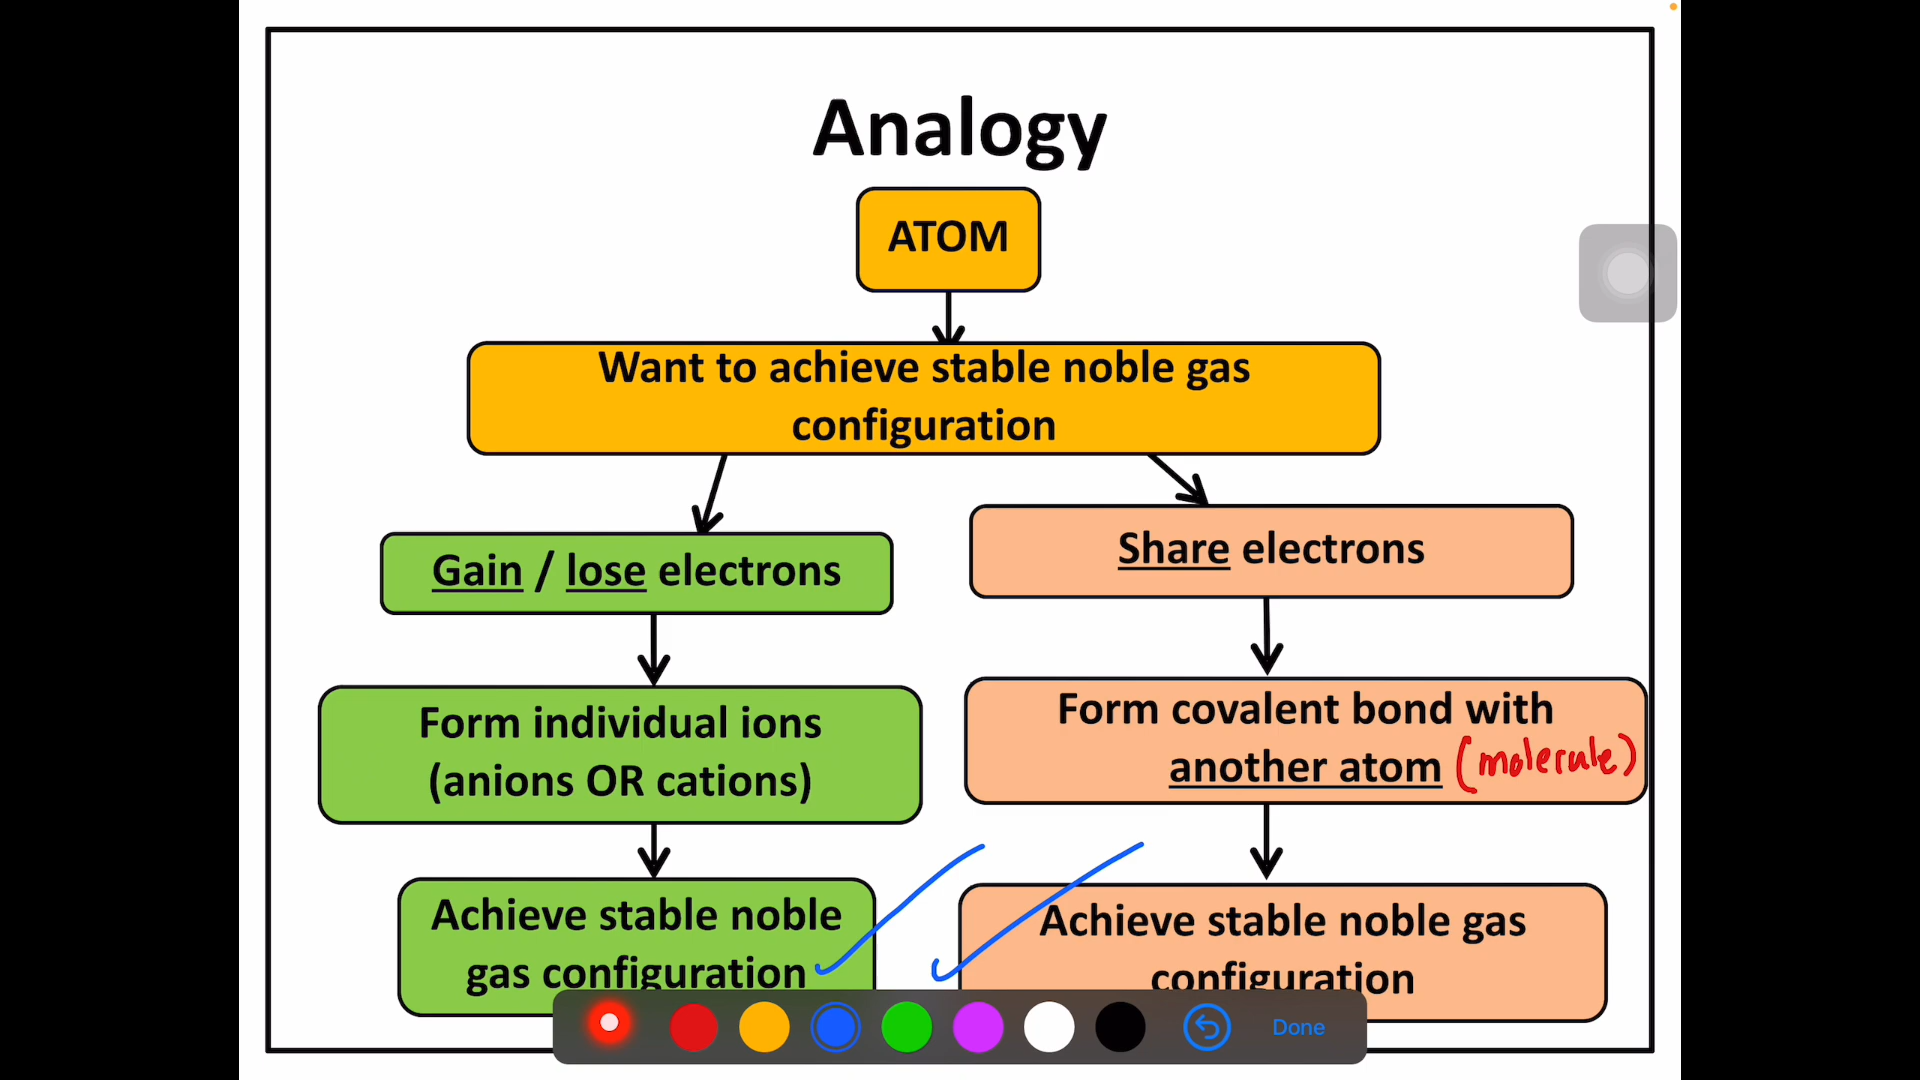 Analogy
ATOM
Want to achieve stable noble gas
configuration
Gain / lose electrons
Form individual ions
(anions OR cations)
Achieve stable noble
gas configuration
Share electrons
Form covalent bond with
another atom (molecule)
Achieve stable noble gas
configuration
Done